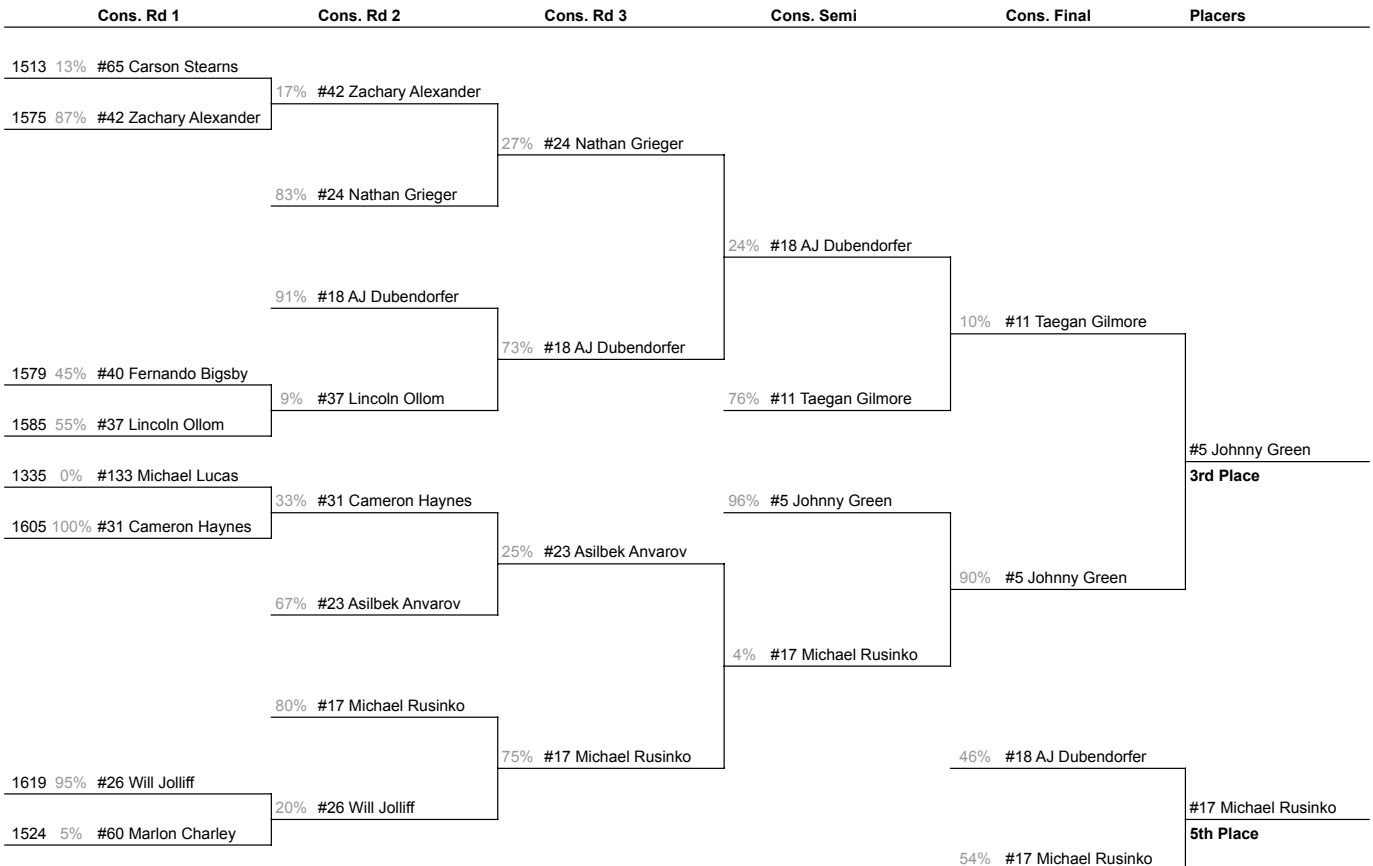 Cons. Rd 1 Cons. Rd 2 Cons. Rd 3 Cons. Semi Cons. Final Placers
1513 13% #65 Carson Stearns
17% #42 Zachary Alexander
1575 87% #42 Zachary Alexander
27% #24 Nathan Grieger
83% #24 Nathan Grieger
24% #18 AJ Dubendorfer
91% #18 AJ Dubendorfer
10% #11 Taegan Gilmore
73% #18 AJ Dubendorfer
1579 45% #40 Fernando Bigsby
9% #37 Lincoln Ollom
76% #11 Taegan Gilmore
1585 55% #37 Lincoln Ollom
#5 Johnny Green
1335 0% #133 Michael Lucas
3rd Place
33% #31 Cameron Haynes
96% #5 Johnny Green
1605 100% #31 Cameron Haynes
25% #23 Asilbek Anvarov
90% #5 Johnny Green
67% #23 Asilbek Anvarov
4% #17 Michael Rusinko
80% #17 Michael Rusinko
75% #17 Michael Rusinko
46% #18 AJ Dubendorfer
1619 95% #26 Will Jolliff
20% #26 Will Jolliff
#17 Michael Rusinko
1524 5% #60 Marlon Charley
5th Place
54% #17 Michael Rusinko